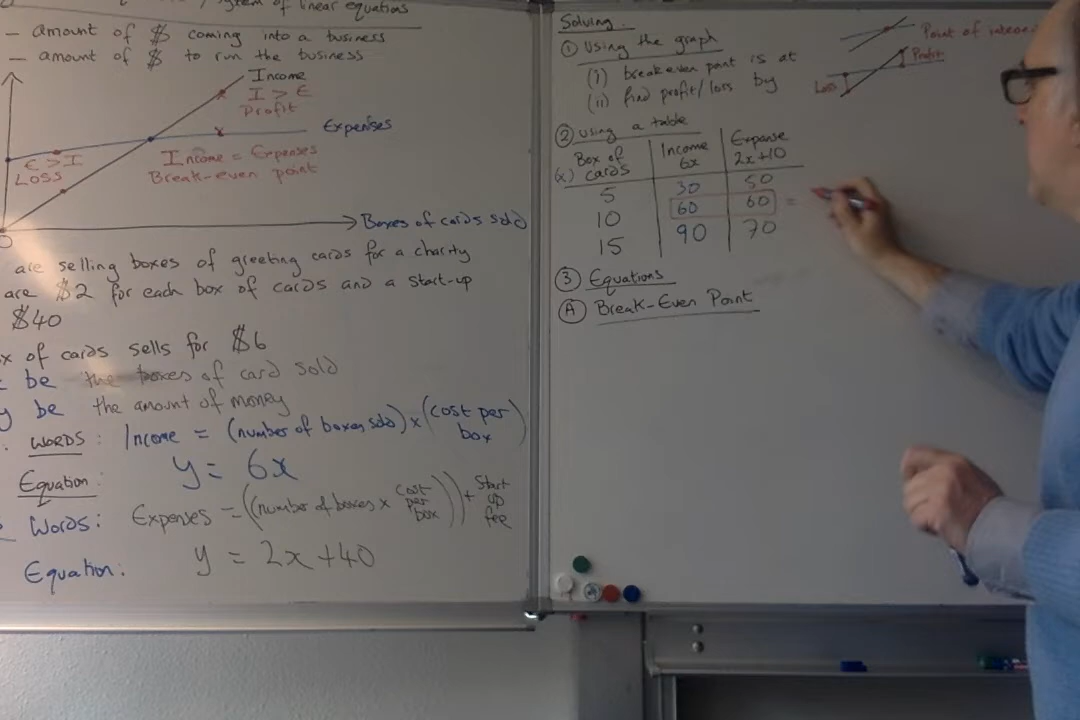 of linear equations
— amount of $ coming into a business
— amount of $ to run the business
Income
I > E
Profit
Expenses
E > I
Loss
Income = Expenses
Break-even point
Boxes of cards sold
0
are selling boxes of greeting cards for a charity
are $2 for each box of cards and a start-up
$40
x of cards sells for $6
be the boxes of card sold
y be the amount of money
WORDS: Income = (number of boxes sold) × (cost per box)
Equation: y = 6x
Words: Expenses = ((number of boxes × cost per box)) + Start up fee
Equation: y = 2x + 40
Solving.
① Using the graph
(i) breakeven point is at
(ii) find profit/loss by
Point of
Profit
Loss
② Using a table
Box of cards (x) | Income 6x | Expense 2x+10
5 | 30 | 50
10 | 60 | 60 =
15 | 90 | 70
③ Equations
Ⓐ Break-Even Point